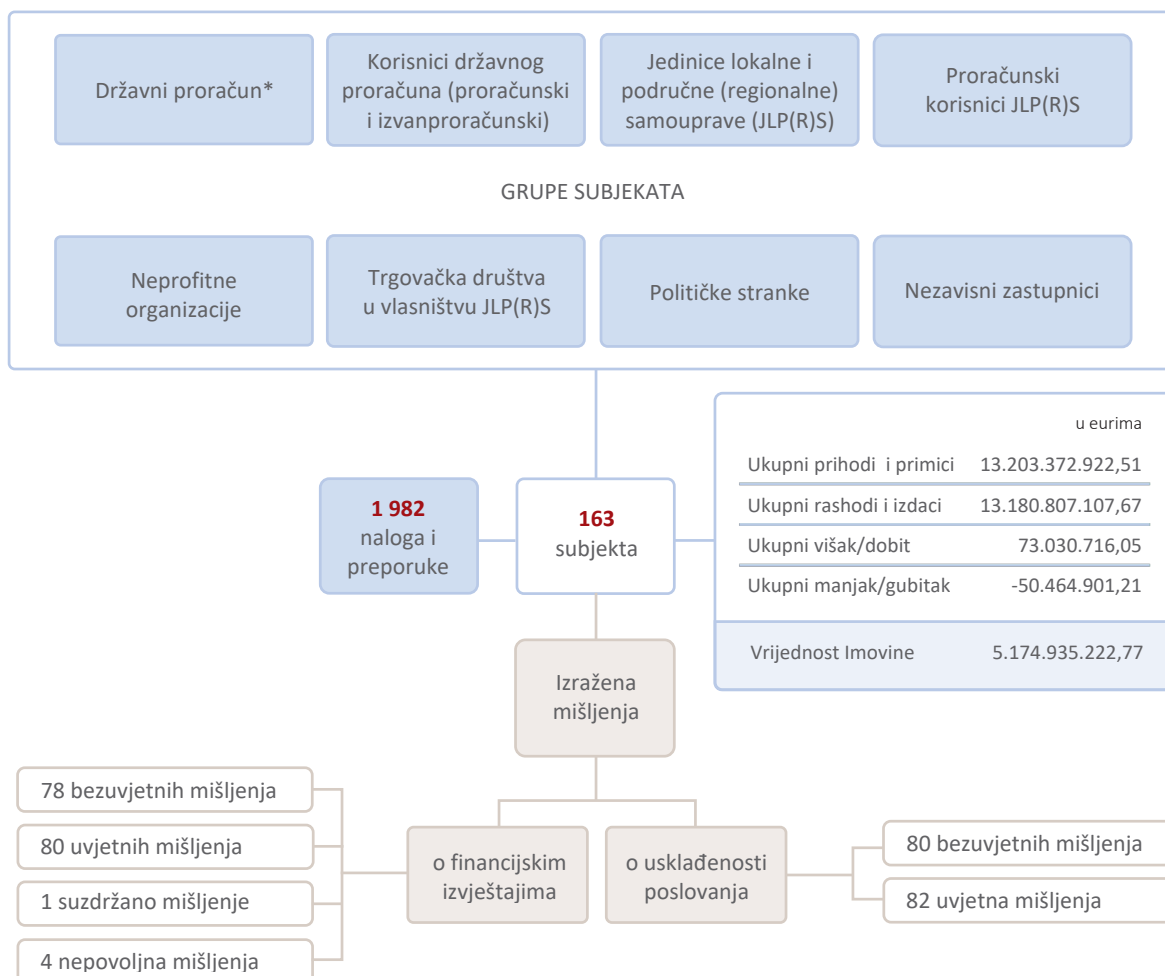 Državni proračun*
Korisnici državnog
proračuna (proračunski
i izvanproračunski)
Jedinice lokalne i
područne (regionalne)
samouprave (JLP(R)S)
Proračunski
korisnici JLP(R)S
GRUPE SUBJEKATA
Neprofitne
organizacije
Trgovačka društva
u vlasništvu JLP(R)S
Političke stranke
Nezavisni zastupnici
1 982
naloga i
preporuke
163
subjekta
u eurima
Ukupni prihodi i primici 13.203.372.922,51
Ukupni rashodi i izdaci 13.180.807.107,67
Ukupni višak/dobit 73.030.716,05
Ukupni manjak/gubitak -50.464.901,21
Vrijednost Imovine 5.174.935.222,77
Izražena
mišljenja
78 bezuvjetnih mišljenja
80 uvjetnih mišljenja
1 suzdržano mišljenje
4 nepovoljna mišljenja
o financijskim
izvještajima
o usklađenosti
poslovanja
80 bezuvjetnih mišljenja
82 uvjetna mišljenja